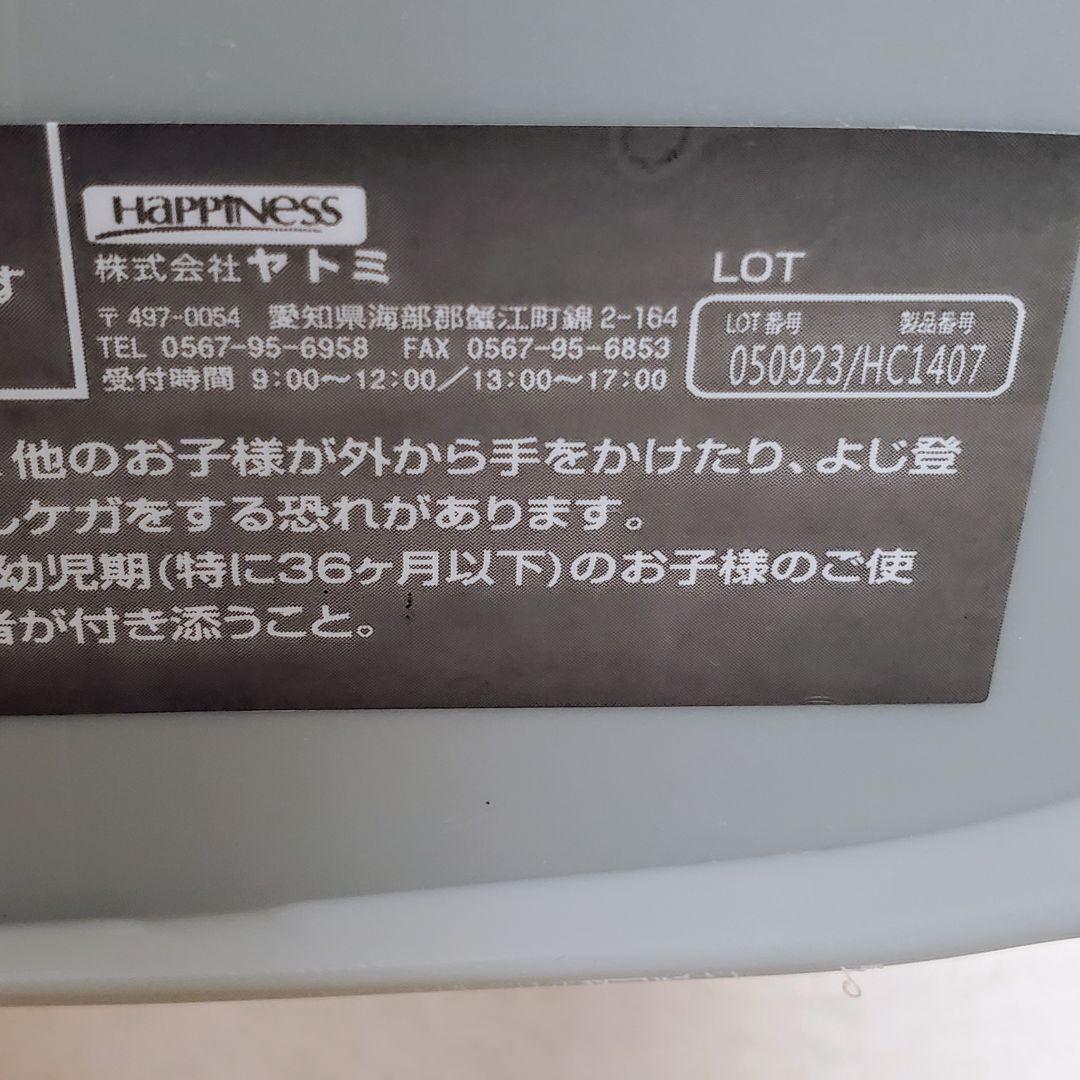 HAPPINESS
株式会社ヤトミ
〒497-0054 愛知県海部郡蟹江町錦2-164
TEL 0567-95-6958 FAX 0567-95-6853
受付時間 9:00～12:00/13:00～17:00
LOT
LOT番号 製品番号
050923/HC1407
す
他のお子様が外から手をかけたり、よじ登
しケガをする恐れがあります。
幼児期(特に36ヶ月以下)のお子様のご使
者が付き添うこと。